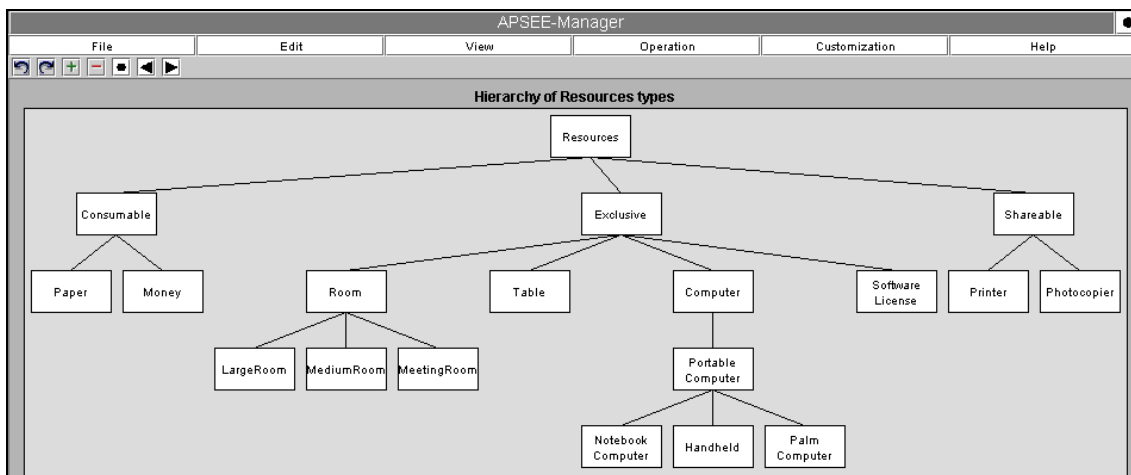 APSEE-Manager
File Edit View Operation Customization Help
Hierarchy of Resources types
Resources
Consumable Exclusive Shareable
Paper Money Room Table Computer Software License Printer Photocopier
LargeRoom MediumRoom MeetingRoom Portable Computer
Notebook Computer Handheld Palm Computer